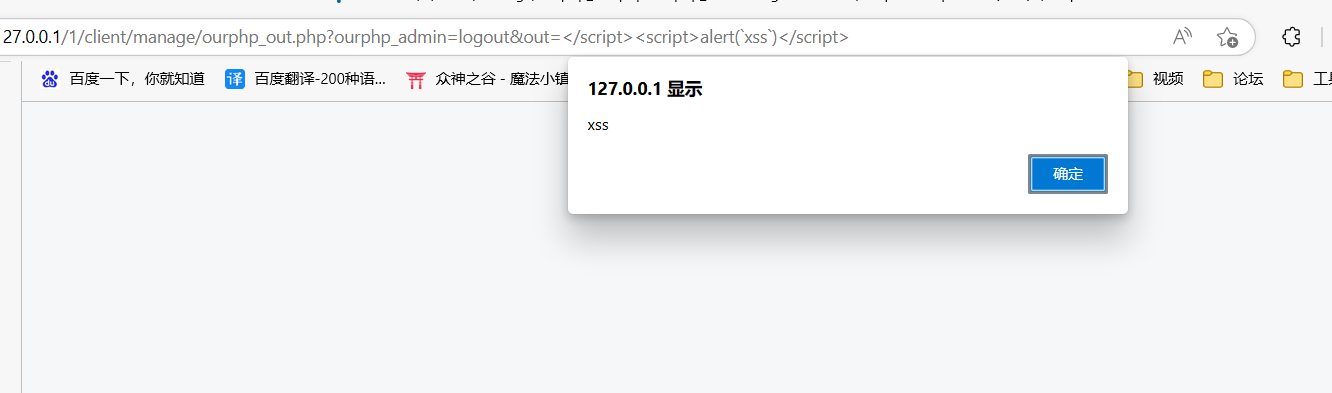 27.0.0.1/1/client/manage/ourphp_out.php?ourphp_admin=logout&out=</script><script>alert(`xss`)</script>
百度一下，你就知道 译 百度翻译-200种语... 众神之谷 - 魔法小镇 视频 论坛
127.0.0.1 显示
xss
确定